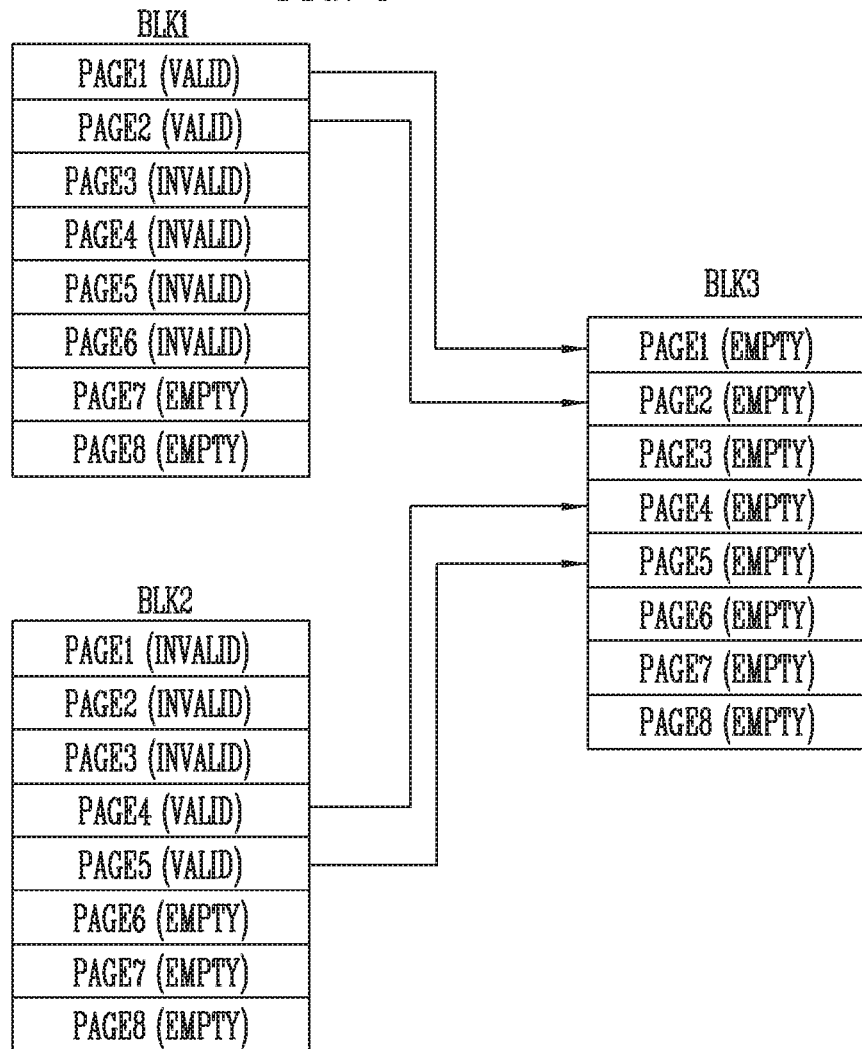 BLK1
PAGE1 (VALID)
PAGE2 (VALID)
PAGE3 (INVALID)
PAGE4 (INVALID)
PAGE5 (INVALID)
PAGE6 (INVALID)
PAGE7 (EMPTY)
PAGE8 (EMPTY)
BLK2
PAGE1 (INVALID)
PAGE2 (INVALID)
PAGE3 (INVALID)
PAGE4 (VALID)
PAGE5 (VALID)
PAGE6 (EMPTY)
PAGE7 (EMPTY)
PAGE8 (EMPTY)
BLK3
PAGE1 (EMPTY)
PAGE2 (EMPTY)
PAGE3 (EMPTY)
PAGE4 (EMPTY)
PAGE5 (EMPTY)
PAGE6 (EMPTY)
PAGE7 (EMPTY)
PAGE8 (EMPTY)